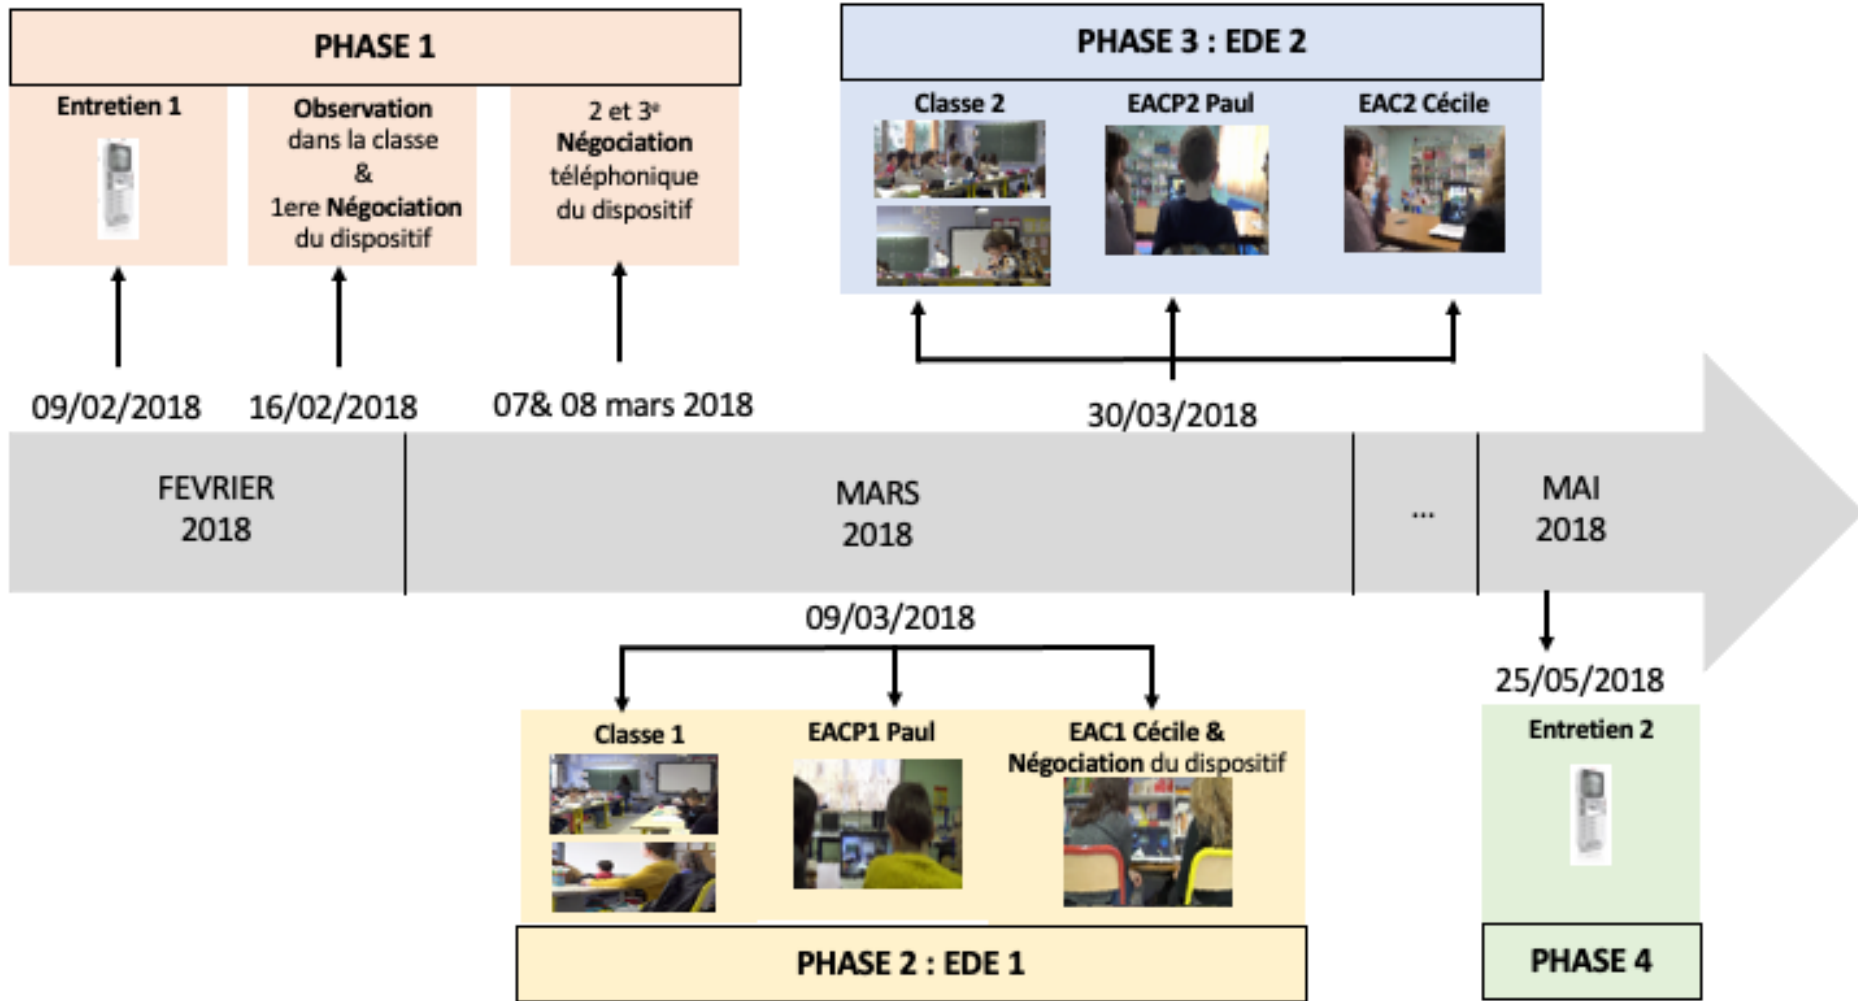 PHASE 1
Entretien 1
Observation
dans la classe
&
1ere Négociation
du dispositif
2 et 3ᵉ
Négociation
téléphonique
du dispositif
PHASE 3 : EDE 2
Classe 2
EACP2 Paul
EAC2 Cécile
09/02/2018
16/02/2018
07& 08 mars 2018
30/03/2018
FEVRIER
2018
MARS
2018
...
MAI
2018
09/03/2018
25/05/2018
Classe 1
EACP1 Paul
EAC1 Cécile &
Négociation du dispositif
PHASE 2 : EDE 1
Entretien 2
PHASE 4